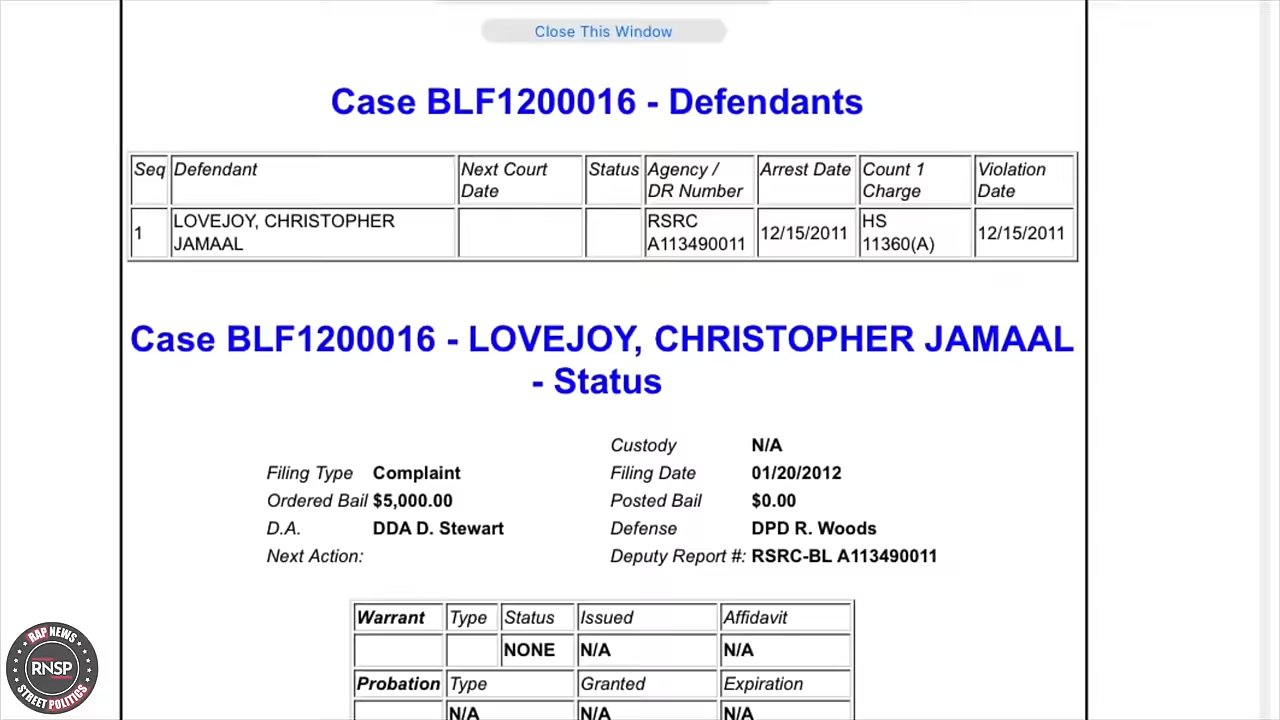 Close This Window
Case BLF1200016 - Defendants
Seq Defendant Next Court Date Status Agency / DR Number Arrest Date Count 1 Charge Violation Date
1 LOVEJOY, CHRISTOPHER JAMAAL RSRC A113490011 12/15/2011 HS 11360(A) 12/15/2011
Case BLF1200016 - LOVEJOY, CHRISTOPHER JAMAAL
- Status
Custody N/A
Filing Type Complaint Filing Date 01/20/2012
Ordered Bail $5,000.00 Posted Bail $0.00
D.A. DDA D. Stewart Defense DPD R. Woods
Next Action: Deputy Report #: RSRC-BL A113490011
Warrant Type Status Issued Affidavit
NONE N/A N/A
Probation Type Granted Expiration
N/A N/A N/A
RAP NEWS
RNSP
STREET POLITICS